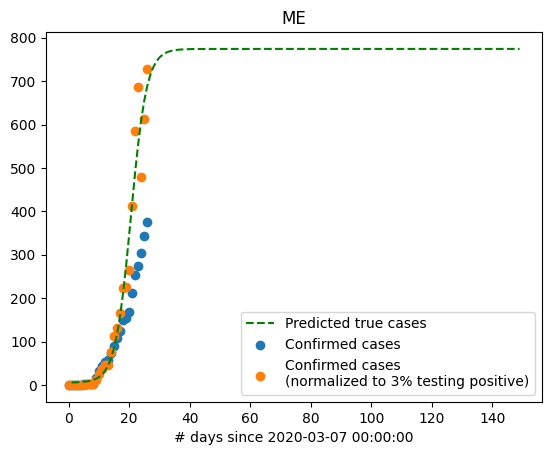 ME
800
700
600
500
400
300
200
100
0
Predicted true cases
Confirmed cases
Confirmed cases
(normalized to 3% testing positive)
0 20 40 60 80 100 120 140
# days since 2020-03-07 00:00:00